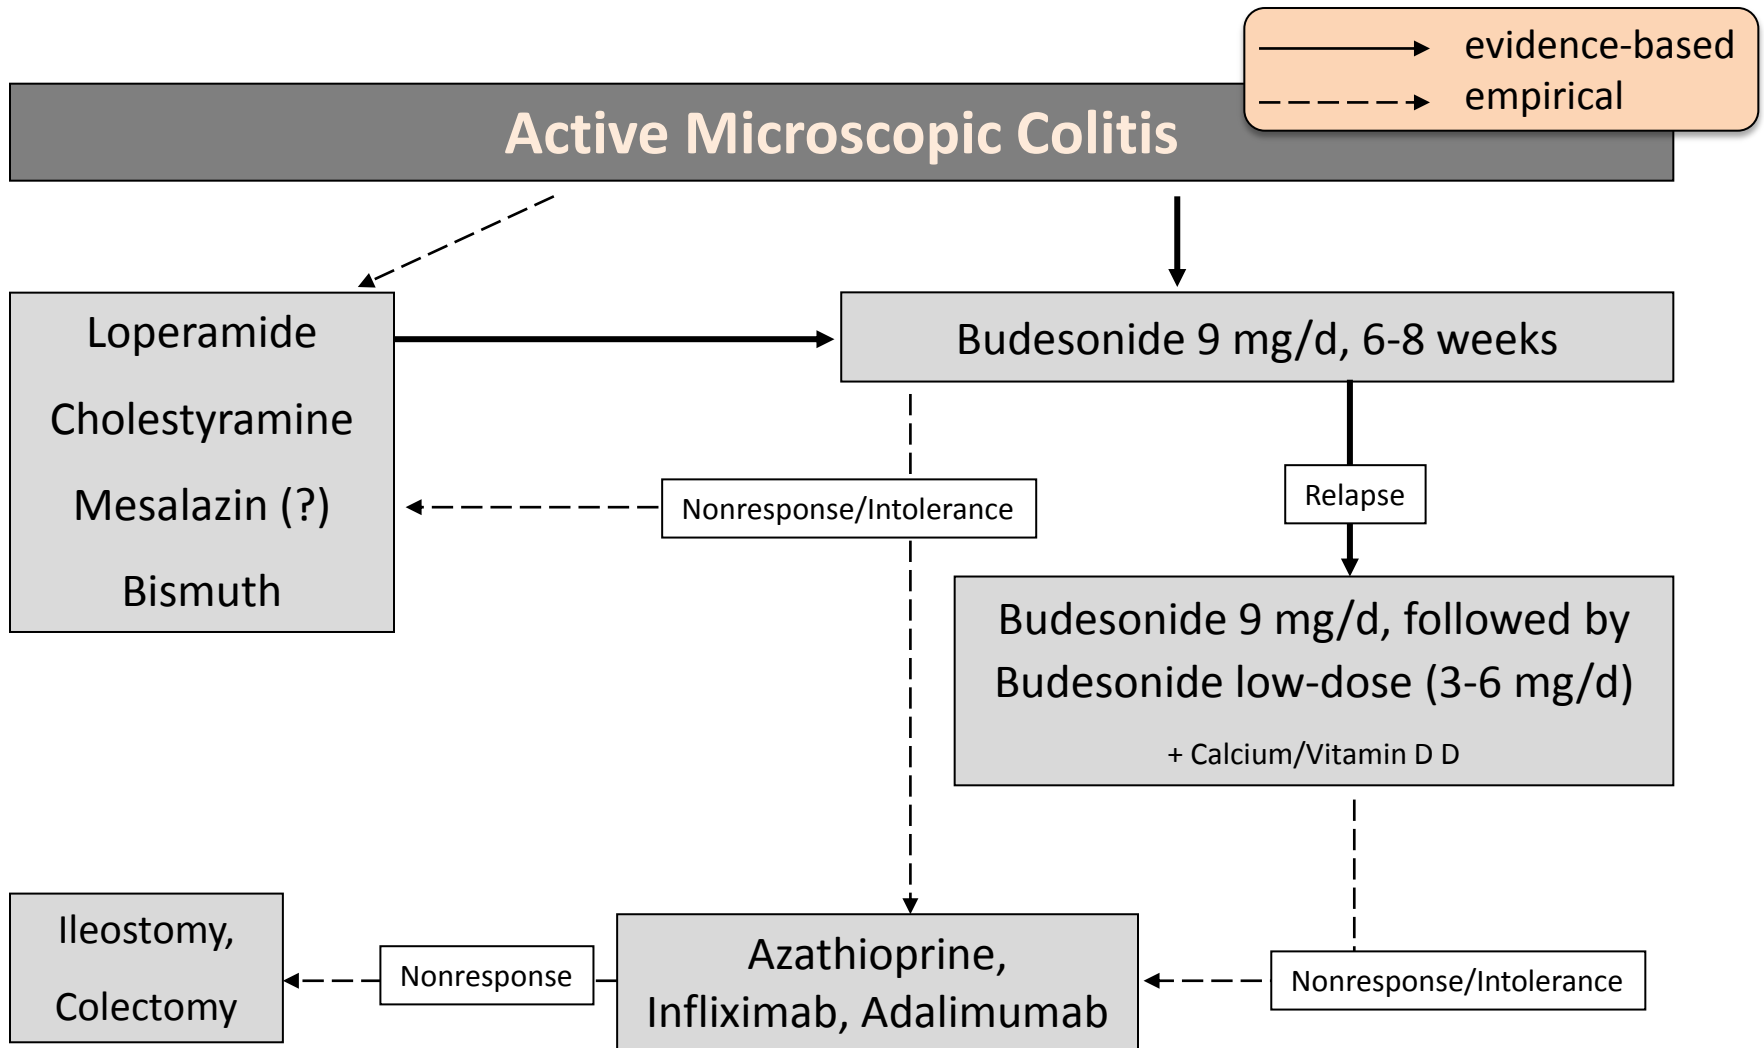 evidence-based
empirical
Active Microscopic Colitis
Loperamide
Cholestyramine
Mesalazin (?)
Bismuth
Budesonide 9 mg/d, 6-8 weeks
Nonresponse/Intolerance
Relapse
Budesonide 9 mg/d, followed by
Budesonide low-dose (3-6 mg/d)
+ Calcium/Vitamin D D
Ileostomy,
Colectomy
Nonresponse
Azathioprine,
Infliximab, Adalimumab
Nonresponse/Intolerance